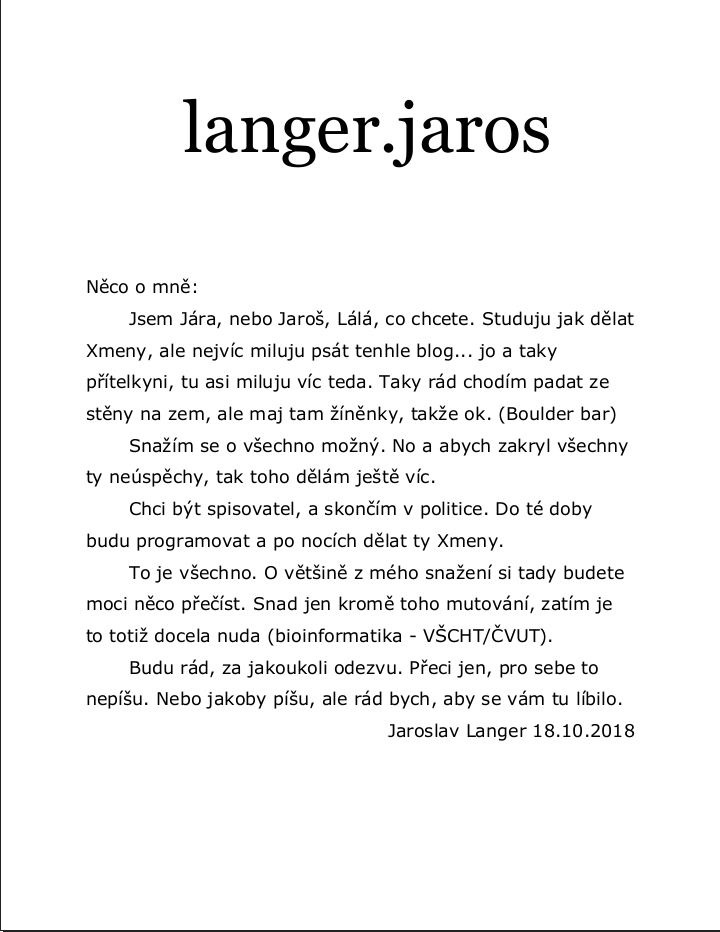 langer.jaros
Něco o mně:
Jsem Jára, nebo Jaroš, Lálá, co chcete. Studuju jak dělat
Xmeny, ale nejvíc miluju psát tenhle blog... jo a taky
přítelkyni, tu asi miluju víc teda. Taky rád chodím padat ze
stěny na zem, ale maj tam žíněnky, takže ok. (Boulder bar)
Snažím se o všechno možný. No a abych zakryl všechny
ty neúspěchy, tak toho dělám ještě víc.
Chci být spisovatel, a skončím v politice. Do té doby
budu programovat a po nocích dělat ty Xmeny.
To je všechno. O většině z mého snažení si tady budete
moci něco přečíst. Snad jen kromě toho mutování, zatím je
to totiž docela nuda (bioinformatika - VŠCHT/ČVUT).
Budu rád, za jakoukoli odezvu. Přeci jen, pro sebe to
nepíšu. Nebo jakoby píšu, ale rád bych, aby se vám tu líbilo.
Jaroslav Langer 18.10.2018